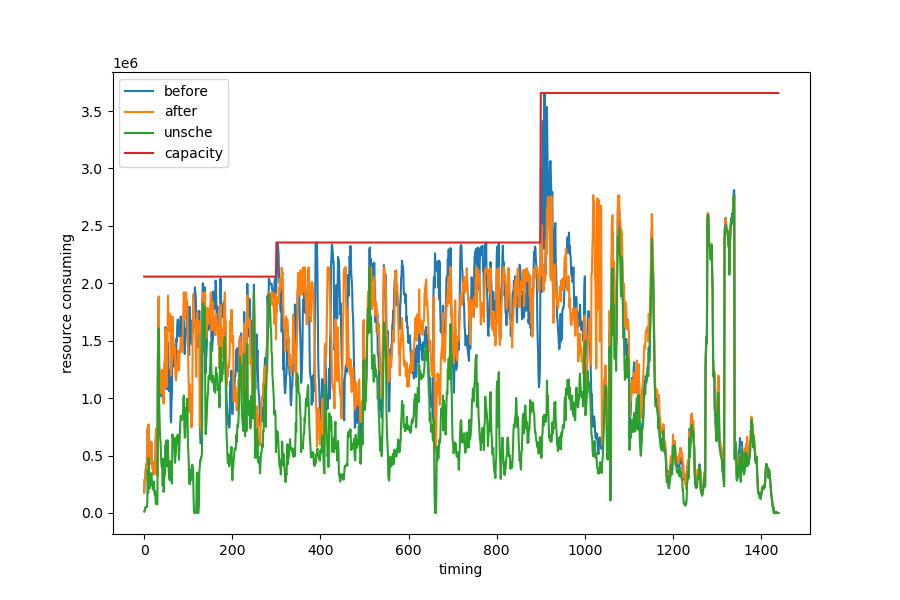 1e6
before
after
unsche
capacity
3.5
3.0
2.5
2.0
1.5
1.0
0.5
0.0
resource consuming
0 200 400 600 800 1000 1200 1400
timing